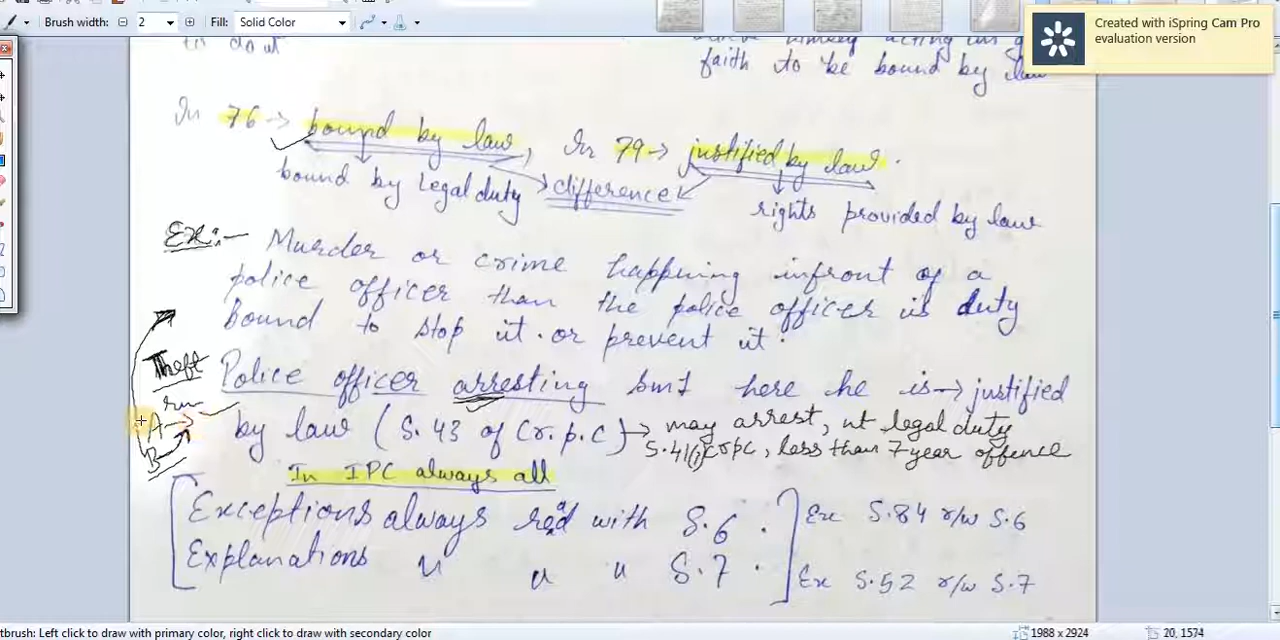 Brush width: 2 Fill: Solid Color
Created with iSpring Cam Pro
evaluation version
acting in
faith to be bound by law
In 76 → bound by law, In 79 → justified by law.
bound by Legal duty difference rights provided by law
Ex:-
Murder or crime happening infront of a
police officer than the police officer is duty
Bound to stop it. or prevent it.
Theft
Police officer arresting smt here he is → justified
run
A →
B
by law (S. 43 of Cr.p.c) → may arrest, nt legal duty
S.41(1) Crpc, less than 7 year offence
In IPC always all
Exceptions always read with S.6. Ex S.84 r/w S.6
Explanations " " " S.7. Ex S.52 r/w S.7
tbrush: Left click to draw with primary color, right click to draw with secondary color
1988 x 2924
20, 1574